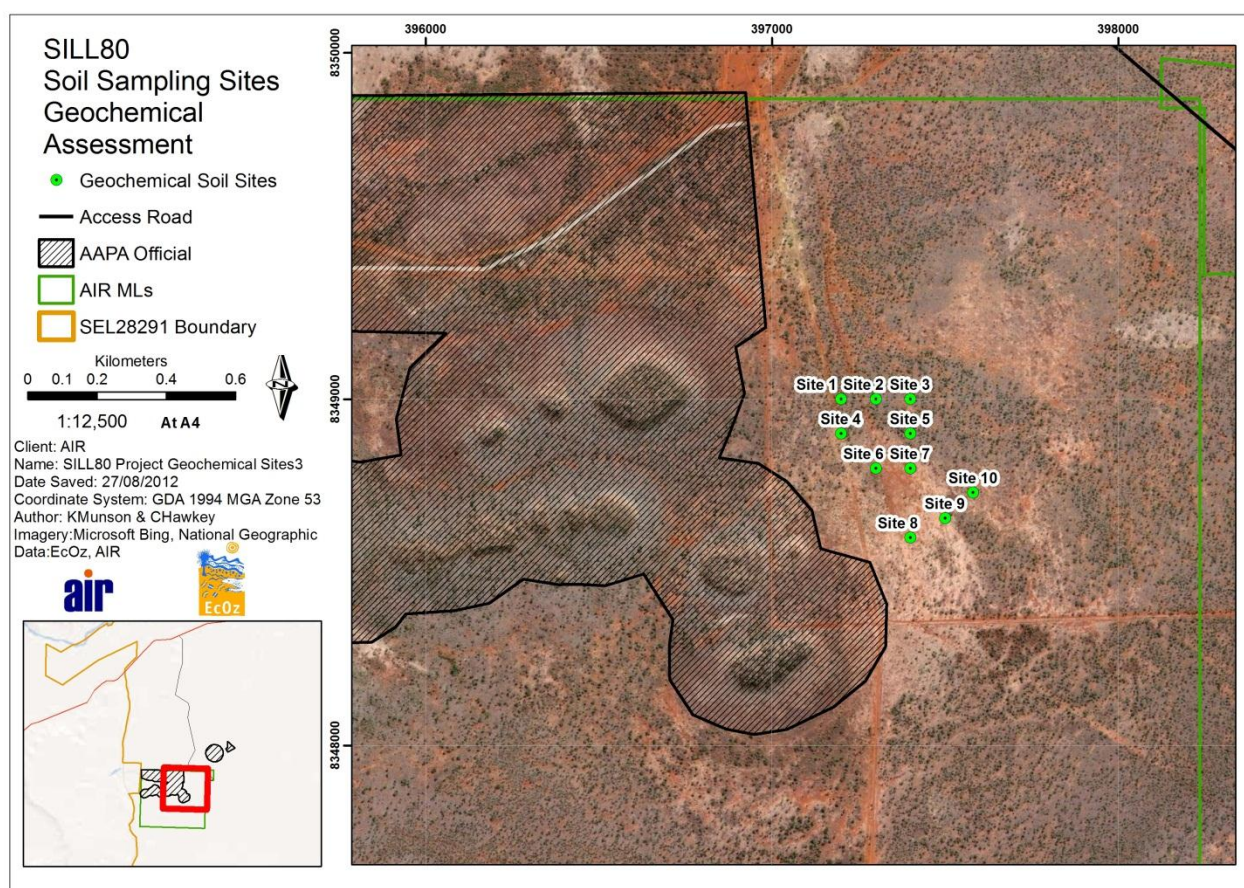 SILL80
Soil Sampling Sites
Geochemical
Assessment
Geochemical Soil Sites
Access Road
AAPA Official
AIR MLs
SEL28291 Boundary
Kilometers
0 0.1 0.2 0.4 0.6
N
1:12,500 At A4
Client: AIR
Name: SILL80 Project Geochemical Sites3
Date Saved: 27/08/2012
Coordinate System: GDA 1994 MGA Zone 53
Author: KMunson & CHawkey
Imagery:Microsoft Bing, National Geographic
Data:EcOz, AIR
air
EcOz
396000 397000 398000
8350000
8349000
8348000
Site 1 Site 2 Site 3
Site 4 Site 5
Site 6 Site 7
Site 10
Site 9
Site 8